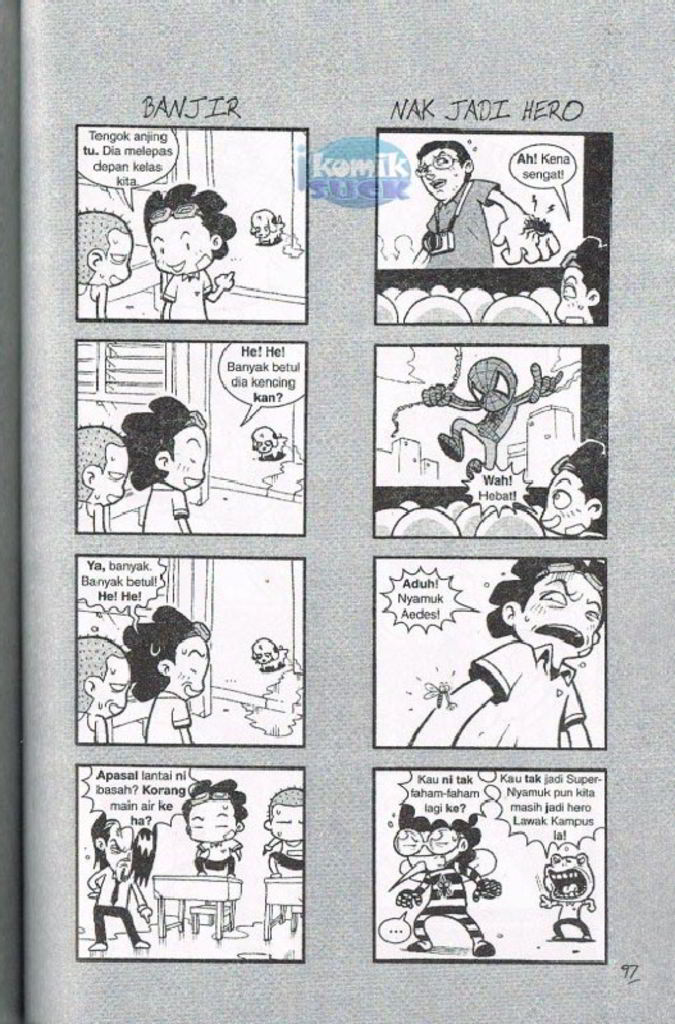 BANJIR
Tengok anjing
tu. Dia melepas
depan kelas
kita.
He! He!
Banyak betul
dia kencing
kan?
Ya, banyak.
Banyak betul!
He! He!
Apasal lantai ni
basah? Korang
main air ke
ha?
NAK JADI HERO
Ah! Kena
sengat!
Wah!
Hebat!
Aduh!
Nyamuk
Aedes!
Kau ni tak
faham-faham
lagi ke?
Kau tak jadi Super-
Nyamuk pun kita
masih jadi hero
Lawak Kampus
la!
...
97
ikomik
SUCK